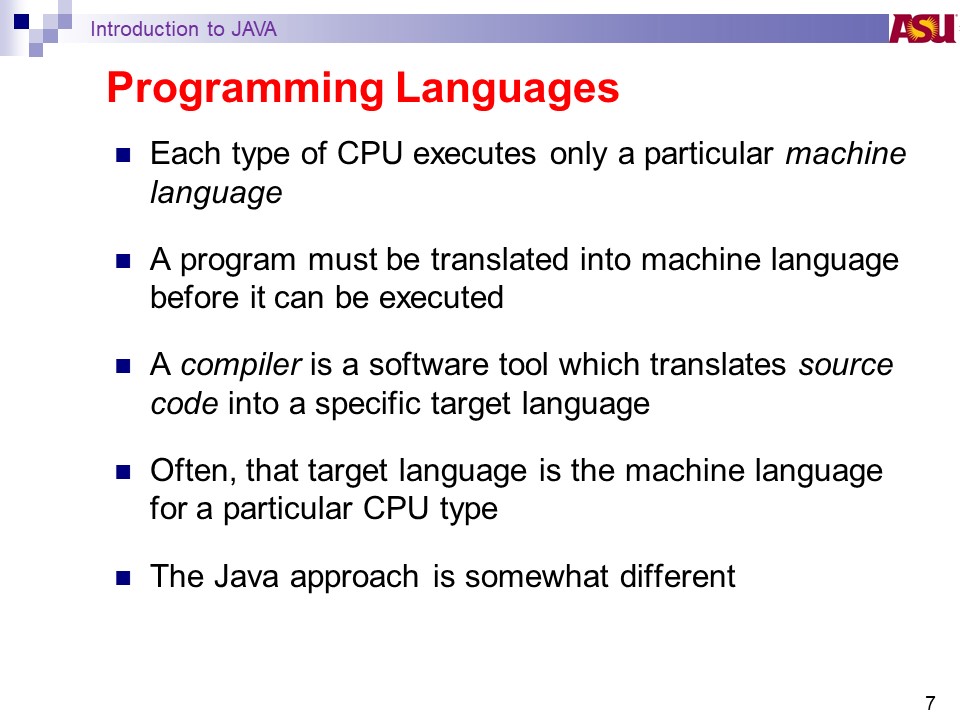 Introduction to JAVA
ASU
Programming Languages
Each type of CPU executes only a particular machine
language
A program must be translated into machine language
before it can be executed
A compiler is a software tool which translates source
code into a specific target language
Often, that target language is the machine language
for a particular CPU type
The Java approach is somewhat different
7